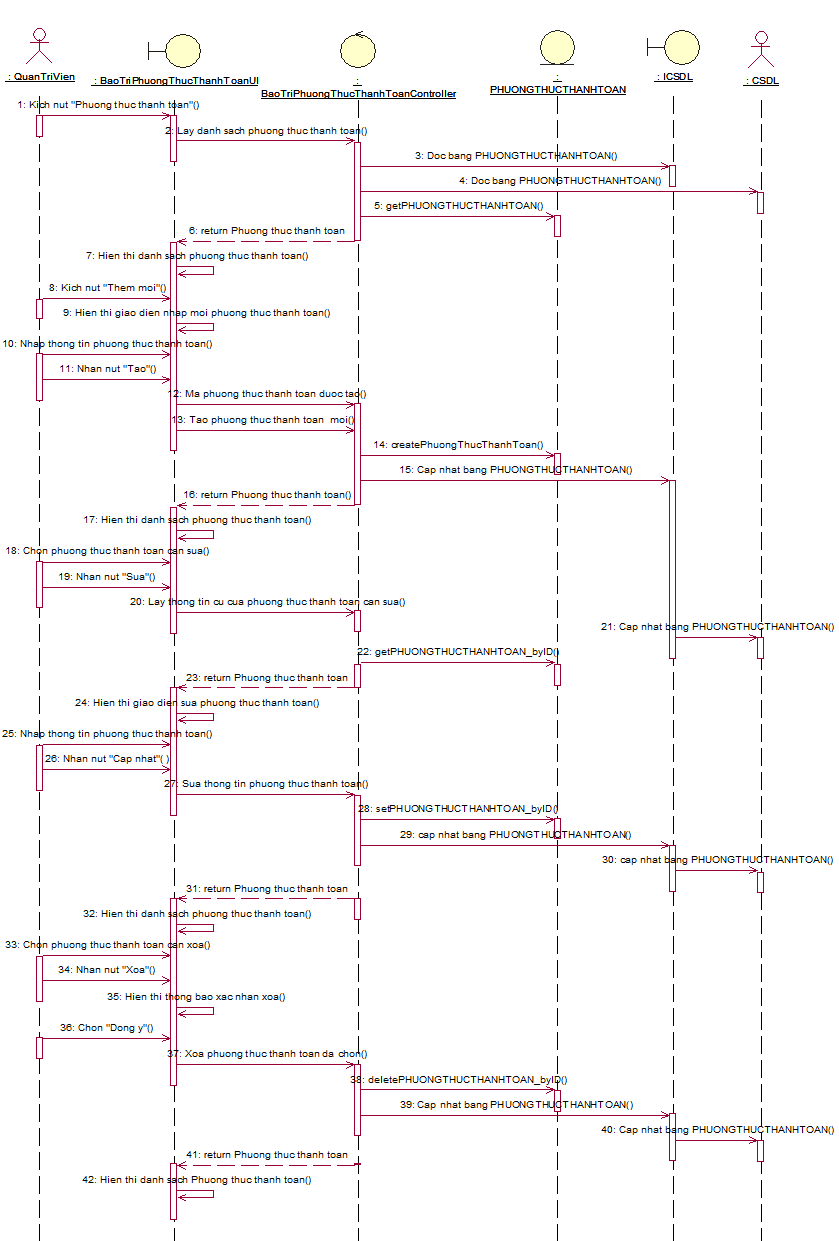 : QuanTriVien
: BaoTriPhuongThucThanhToanUI
:
BaoTriPhuongThucThanhToanController
:
PHUONGTHUCTHANHTOAN
: ICSDL
: CSDL
1: Kich nut "Phuong thuc thanh toan"()
2: Lay danh sach phuong thuc thanh toan()
3: Doc bang PHUONGTHUCTHANHTOAN()
4: Doc bang PHUONGTHUCTHANHTOAN()
5: getPHUONGTHUCTHANHTOAN()
6: return Phuong thuc thanh toan
7: Hien thi danh sach phuong thuc thanh toan()
8: Kich nut "Them moi"()
9: Hien thi giao dien nhap moi phuong thuc thanh toan()
10: Nhap thong tin phuong thuc thanh toan()
11: Nhan nut "Tao"()
12: Ma phuong thuc thanh toan duoc tao()
13: Tao phuong thuc thanh toan moi()
14: createPhuongThucThanhToan()
15: Cap nhat bang PHUONGTHUCTHANHTOAN()
16: return Phuong thuc thanh toan()
17: Hien thi danh sach phuong thuc thanh toan()
18: Chon phuong thuc thanh toan can sua()
19: Nhan nut "Sua"()
20: Lay thong tin cu cua phuong thuc thanh toan can sua()
21: Cap nhat bang PHUONGTHUCTHANHTOAN()
22: getPHUONGTHUCTHANHTOAN_byID()
23: return Phuong thuc thanh toan
24: Hien thi giao dien sua phuong thuc thanh toan()
25: Nhap thong tin phuong thuc thanh toan()
26: Nhan nut "Cap nhat"( )
27: Sua thong tin phuong thuc thanh toan()
28: setPHUONGTHUCTHANHTOAN_byID()
29: cap nhat bang PHUONGTHUCTHANHTOAN()
30: cap nhat bang PHUONGTHUCTHANHTOAN()
31: return Phuong thuc thanh toan
32: Hien thi danh sach phuong thuc thanh toan()
33: Chon phuong thuc thanh toan can xoa()
34: Nhan nut "Xoa"()
35: Hien thi thong bao xac nhan xoa()
36: Chon "Dong y"()
37: Xoa phuong thuc thanh toan da chon()
38: deletePHUONGTHUCTHANHTOAN_byID()
39: Cap nhat bang PHUONGTHUCTHANHTOAN()
40: Cap nhat bang PHUONGTHUCTHANHTOAN()
41: return Phuong thuc thanh toan
42: Hien thi danh sach Phuong thuc thanh toan()